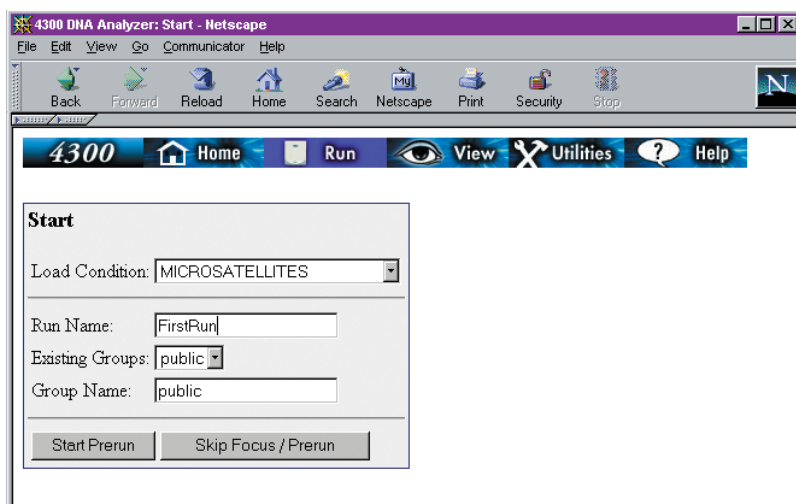 4300 DNA Analyzer: Start - Netscape
File Edit View Go Communicator Help
Back Forward Reload Home Search Netscape Print Security Stop
My
N
4300 Home Run View Utilities ? Help
Start
Load Condition: MICROSATELLITES
Run Name: FirstRun
Existing Groups: public
Group Name: public
Start Prerun Skip Focus / Prerun